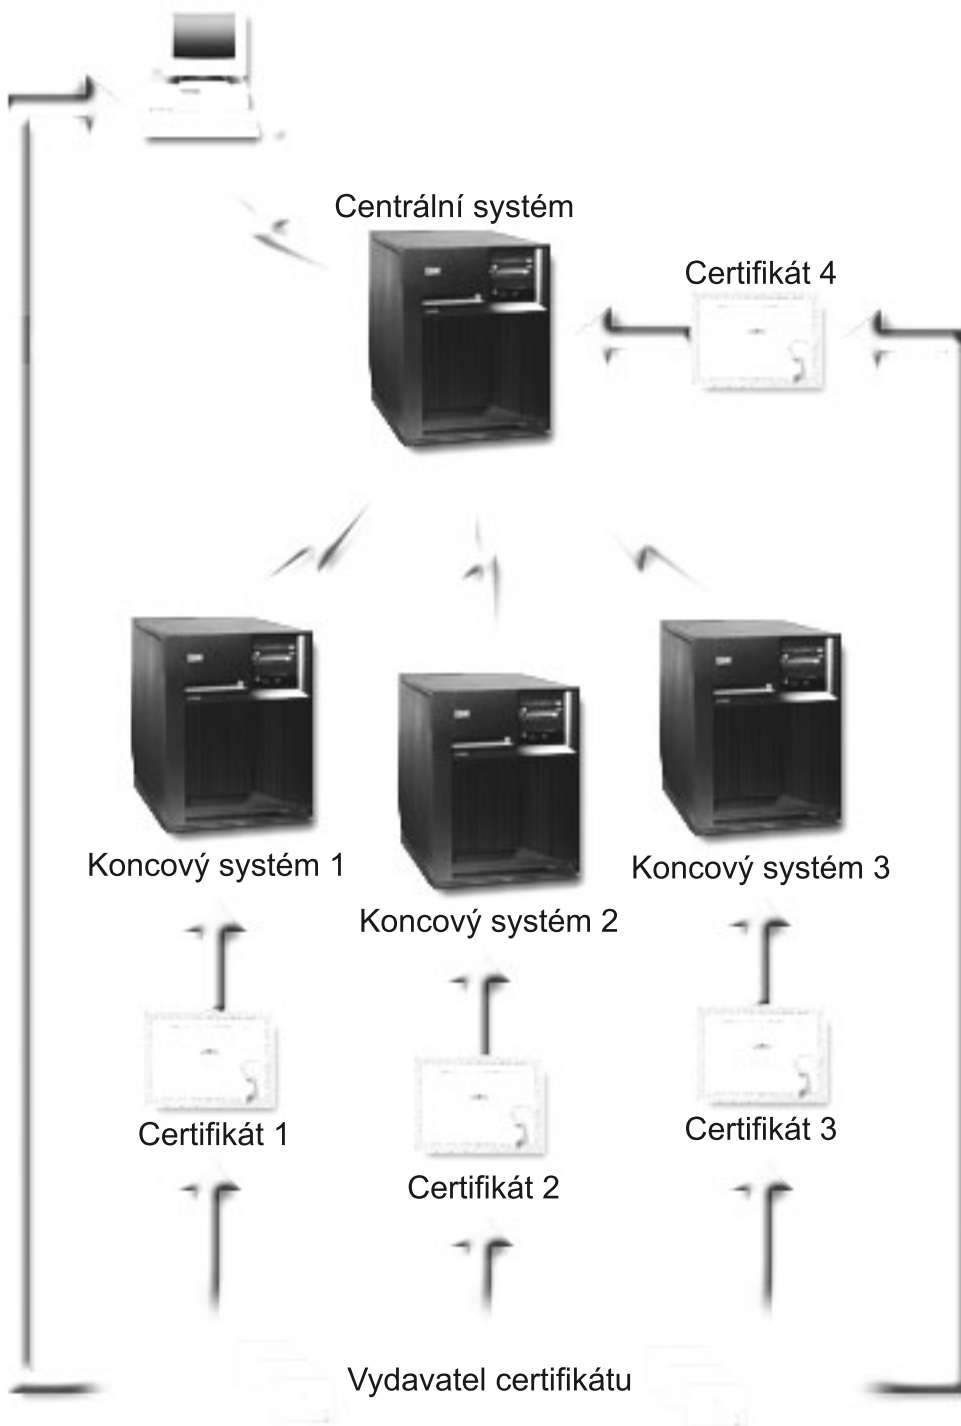 Centrální systém
Certifikát 4
Koncový systém 1
Koncový systém 3
Koncový systém 2
Certifikát 1
Certifikát 3
Certifikát 2
Vydavatel certifikátu